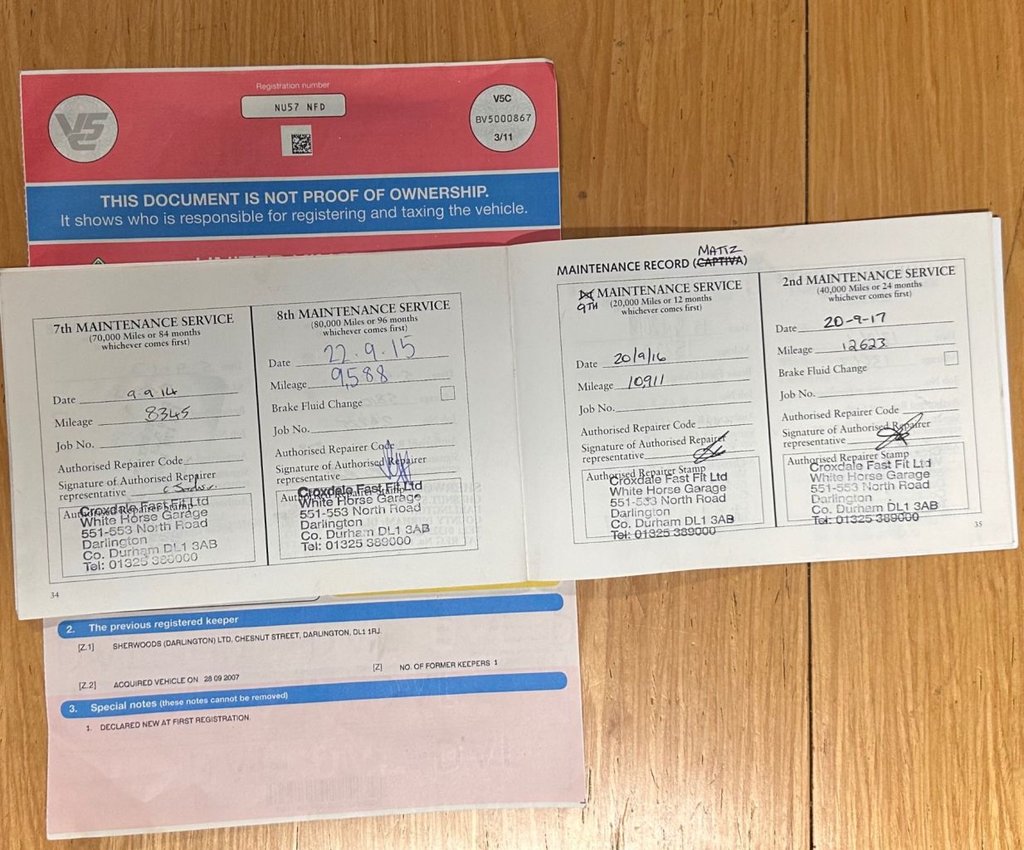 Registration number
NU57 NFD
V5C
V5C
BV5000867
3/11
THIS DOCUMENT IS NOT PROOF OF OWNERSHIP.
It shows who is responsible for registering and taxing the vehicle.
7th MAINTENANCE SERVICE
(70,000 Miles or 84 months
whichever comes first)
Date 9 9 14
Mileage 8345
Job No.
Authorised Repairer Code
Signature of Authorised Repairer
representative
Croxdale Fast Fit Ltd
White Horse Garage
551-553 North Road
Darlington
Co. Durham DL1 3AB
Tel: 01325 389000
34
8th MAINTENANCE SERVICE
(80,000 Miles or 96 months
whichever comes first)
Date 22.9.15
Mileage 9,588
Brake Fluid Change
Job No.
Authorised Repairer Code
Signature of Authorised Repairer
representative
Croxdale Fast Fit Ltd
White Horse Garage
551-553 North Road
Darlington
Co. Durham DL1 3AB
Tel: 01325 389000
MATIZ
MAINTENANCE RECORD (CAPTIVA)
MAINTENANCE SERVICE
9TH
(20,000 Miles or 12 months
whichever comes first)
Date 20/9/16
Mileage 10,911
Job No.
Authorised Repairer Code
Signature of Authorised Repairer
representative
Authorised Repairer Stamp
Croxdale Fast Fit Ltd
White Horse Garage
551-553 North Road
Darlington
Co. Durham DL1 3AB
Tel: 01325 389000
2nd MAINTENANCE SERVICE
(40,000 Miles or 24 months
whichever comes first)
Date 20-9-17
Mileage 12623
Brake Fluid Change
Job No.
Authorised Repairer Code
Signature of Authorised Repairer
representative
Authorised Repairer Stamp
Croxdale Fast Fit Ltd
White Horse Garage
551-553 North Road
Darlington
Co. Durham DL1 3AB
Tel: 01325 389000
35
2. The previous registered keeper
[Z.1] SHERWOODS (DARLINGTON) LTD, CHESNUT STREET, DARLINGTON, DL1 1RJ.
[Z] NO. OF FORMER KEEPERS 1
[Z.2] ACQUIRED VEHICLE ON 28 09 2007
3. Special notes (these notes cannot be removed)
1. DECLARED NEW AT FIRST REGISTRATION.